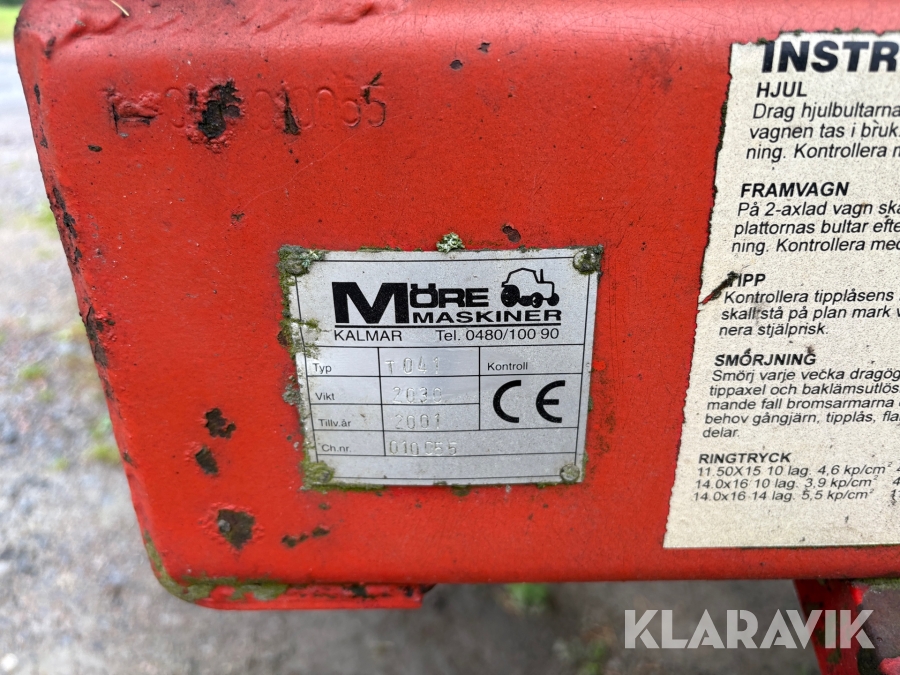 MÖRE
MASKINER
KALMAR Tel. 0480/100 90
Typ T 041 Kontroll
Vikt 2030
CE
Tillv.år 2001
Ch.nr.
INSTR
HJUL
Drag hjulbultarna
vagnen tas i bruk.
ning. Kontrollera
FRAMVAGN
På 2-axlad vagn ska
plattornas bultar efte
ning. Kontrollera med
TIPP
Kontrollera tipplåsens
skall stå på plan mark
nera stjälprisk.
SMÖRJNING
Smörj varje vecka dragög
tippaxel och baklämsutlös
mande fall bromsarmarna
behov gångjärn, tipplås, fla
delar.
RINGTRYCK
11.50X15 10 lag. 4,6 kp/cm²
14.0x16 10 lag. 3,9 kp/cm²
14.0x16 14 lag. 5,5 kp/cm²
KLARAVIK